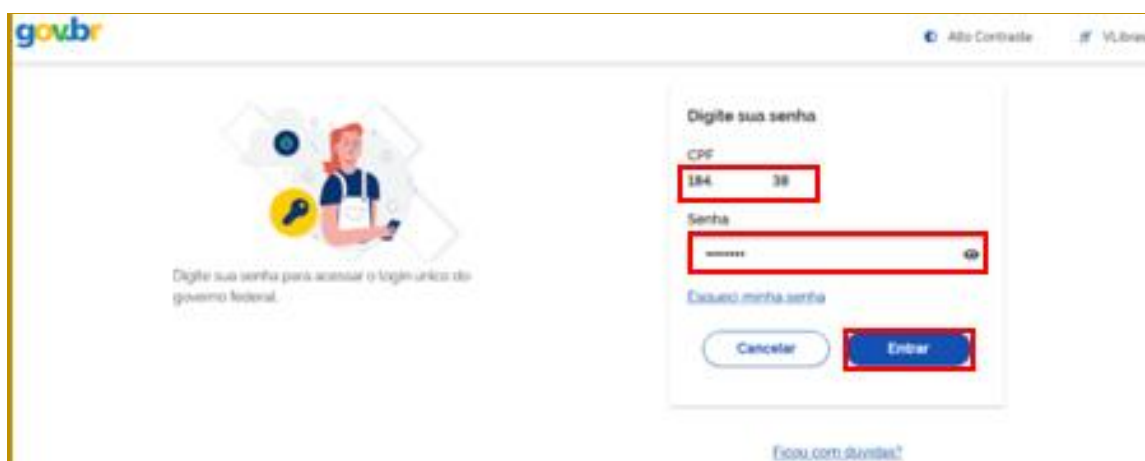 gov.br
Alto Contraste
VLibras
Digite sua senha
CPF
184. 38
Senha
Esqueci minha senha
Cancelar
Entrar
Digite sua senha para acessar o login único do
governo federal.
Ficou com dúvidas?